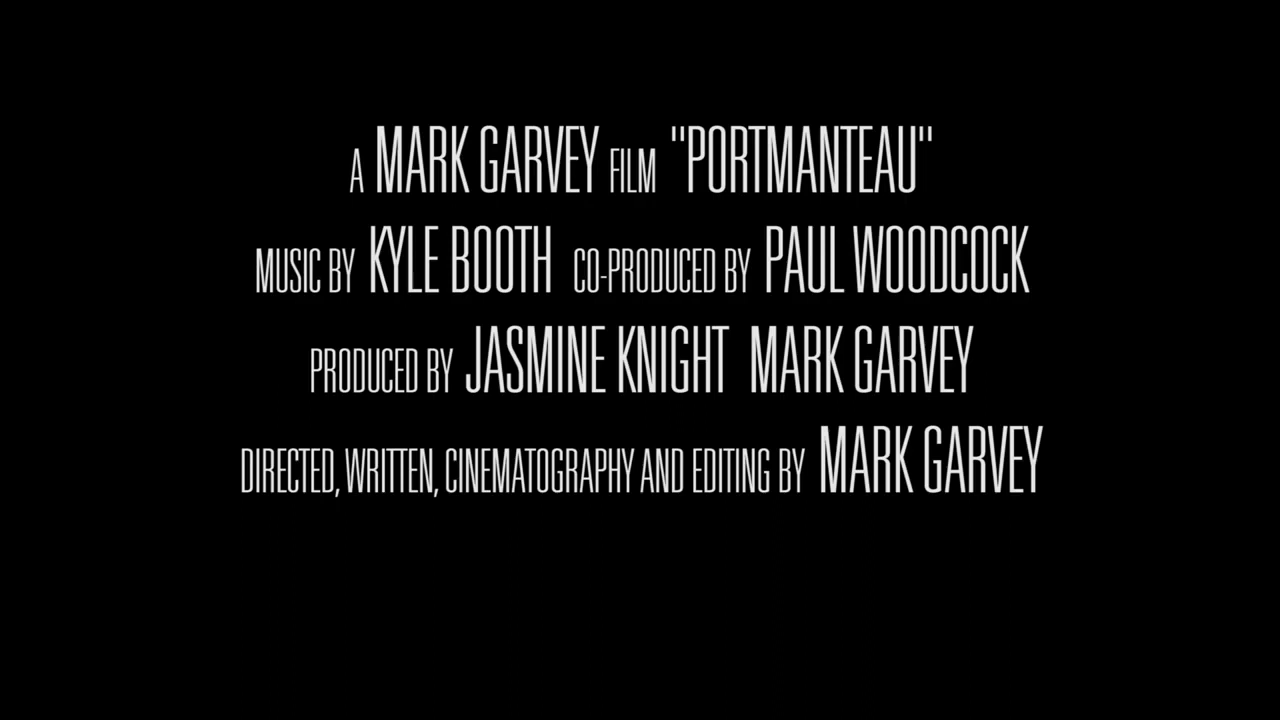 A MARK GARVEY FILM "PORTMANTEAU"
MUSIC BY KYLE BOOTH CO-PRODUCED BY PAUL WOODCOCK
PRODUCED BY JASMINE KNIGHT MARK GARVEY
DIRECTED, WRITTEN, CINEMATOGRAPHY AND EDITING BY MARK GARVEY